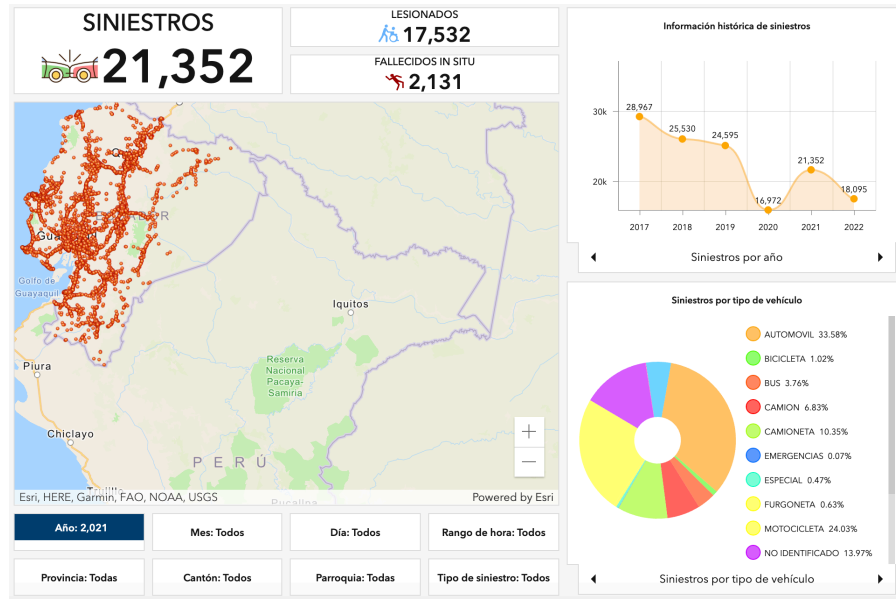 SINIESTROS
21,352
LESIONADOS
17,532
FALLECIDOS IN SITU
2,131
Golfo de
Guayaquil
Iquitos
Piura
Reserva
Nacional
Pacaya-
Samiria
Chiclayo
PERÚ
Esri, HERE, Garmin, FAO, NOAA, USGS
Powered by Esri
Año: 2,021
Mes: Todos
Día: Todos
Rango de hora: Todos
Provincia: Todas
Cantón: Todos
Parroquia: Todas
Tipo de siniestro: Todos
Información histórica de siniestros
30k
20k
28,967
25,530
24,595
16,972
21,352
18,095
2017
2018
2019
2020
2021
2022
Siniestros por año
Siniestros por tipo de vehículo
AUTOMOVIL 33.58%
BICICLETA 1.02%
BUS 3.76%
CAMION 6.83%
CAMIONETA 10.35%
EMERGENCIAS 0.07%
ESPECIAL 0.47%
FURGONETA 0.63%
MOTOCICLETA 24.03%
NO IDENTIFICADO 13.97%
Siniestros por tipo de vehículo